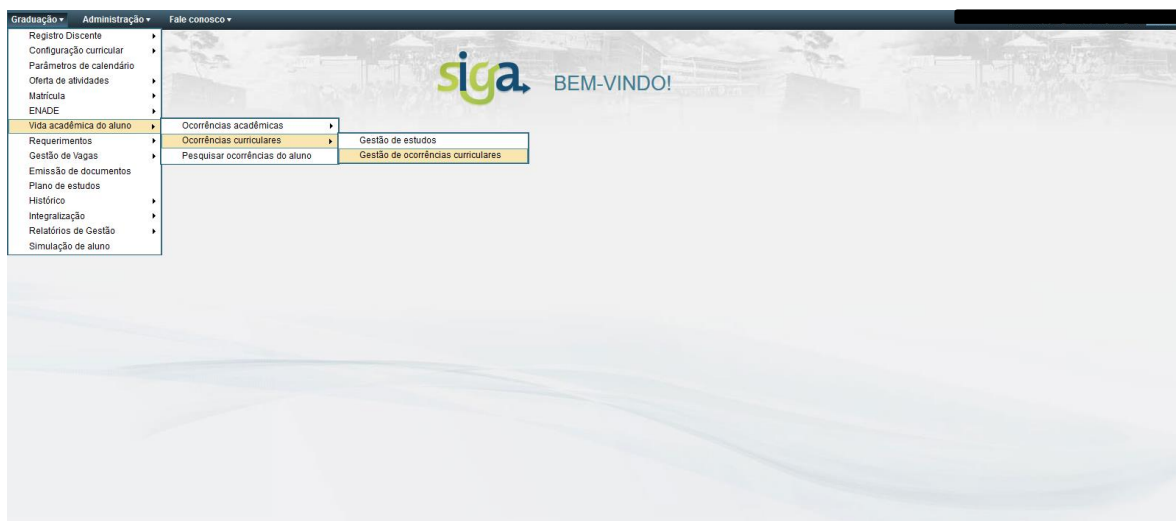 Graduação Administração Fale conosco
Registro Discente
Configuração curricular
Parâmetros de calendário
Oferta de atividades
Matrícula
ENADE
Vida acadêmica do aluno
Requerimentos
Gestão de Vagas
Emissão de documentos
Plano de estudos
Histórico
Integralização
Relatórios de Gestão
Simulação de aluno
Ocorrências acadêmicas
Ocorrências curriculares
Pesquisar ocorrências do aluno
Gestão de estudos
Gestão de ocorrências curriculares
siga
BEM-VINDO!